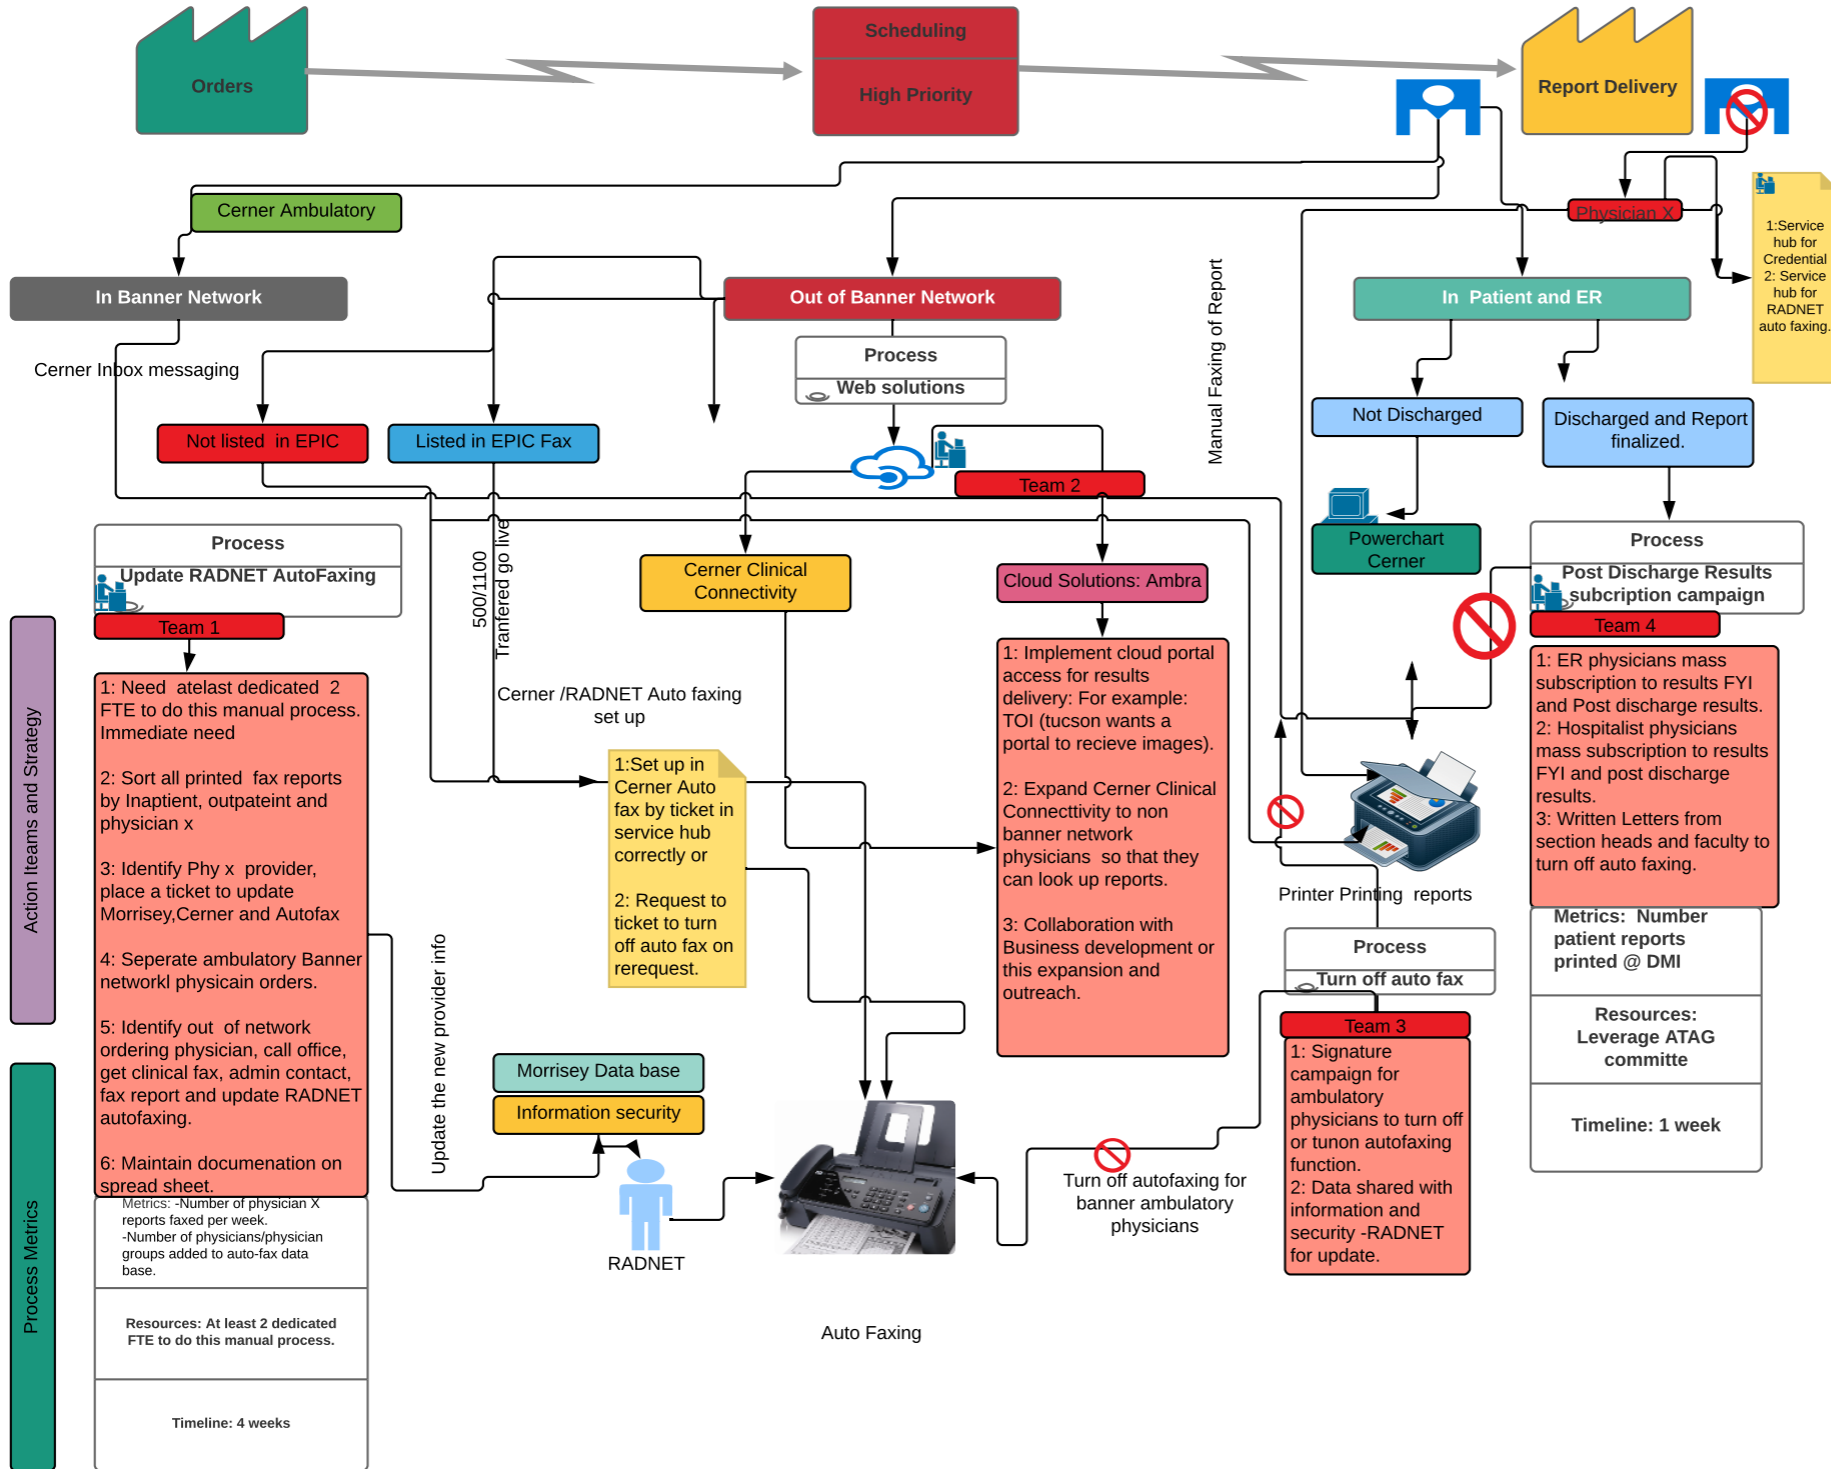 Orders
Scheduling
High Priority
Report Delivery
Cerner Ambulatory
Physician X
1:Service
hub for
Credential
2: Service
hub for
RADNET
auto faxing.
In Banner Network
Out of Banner Network
In  Patient and ER
Cerner Inbox messaging
Process
Web solutions
Manual Faxing of Report
Not listed  in EPIC
Listed in EPIC Fax
Not Discharged
Discharged and Report
finalized.
Team 2
Process
Update RADNET AutoFaxing
Team 1
500/1100
Tranfered go live
Cerner Clinical
Connectivity
Cloud Solutions: Ambra
Powerchart
Cerner
Process
Post Discharge Results
subcription campaign
Team 4
Action Iteams and Strategy
1: Need  atelast dedicated  2
FTE to do this manual process.
Immediate need
2: Sort all printed  fax reports
by Inaptient, outpateint and
physician x
3: Identify Phy x  provider,
place a ticket to update
Morrisey,Cerner and Autofax
4: Seperate ambulatory Banner
networkl physicain orders.
5: Identify out  of network
ordering physician, call office,
get clinical fax, admin contact,
fax report and update RADNET
autofaxing.
6: Maintain documenation on
spread sheet.
Cerner /RADNET Auto faxing
set up
1:Set up in
Cerner Auto
fax by ticket in
service hub
correctly or
2: Request to
ticket to turn
off auto fax on
rerequest.
1: Implement cloud portal
access for results
delivery: For example:
TOI (tucson wants a
portal to recieve images).
2: Expand Cerner Clinical
Connecttivity to non
banner network
physicians  so that they
can look up reports.
3: Collaboration with
Business development or
this expansion and
outreach.
1: ER physicians mass
subscription to results FYI
and Post discharge results.
2: Hospitalist physicians
mass subscription to results
FYI and post discharge
results.
3: Written Letters from
section heads and faculty to
turn off auto faxing.
Printer Printing  reports
Metrics:  Number
patient reports
printed @ DMI
Resources:
Leverage ATAG
committe
Timeline: 1 week
Process
Turn off auto fax
Team 3
1: Signature
campaign for
ambulatory
physicians to turn off
or tunon autofaxing
function.
2: Data shared with
information and
security -RADNET
for update.
Update the new provider info
Morrisey Data base
Information security
RADNET
Turn off autofaxing for
banner ambulatory
physicians
Auto Faxing
Process Metrics
Metrics: -Number of physician X
reports faxed per week.
-Number of physicians/physician
groups added to auto-fax data
base.
Resources: At least 2 dedicated
FTE to do this manual process.
Timeline: 4 weeks